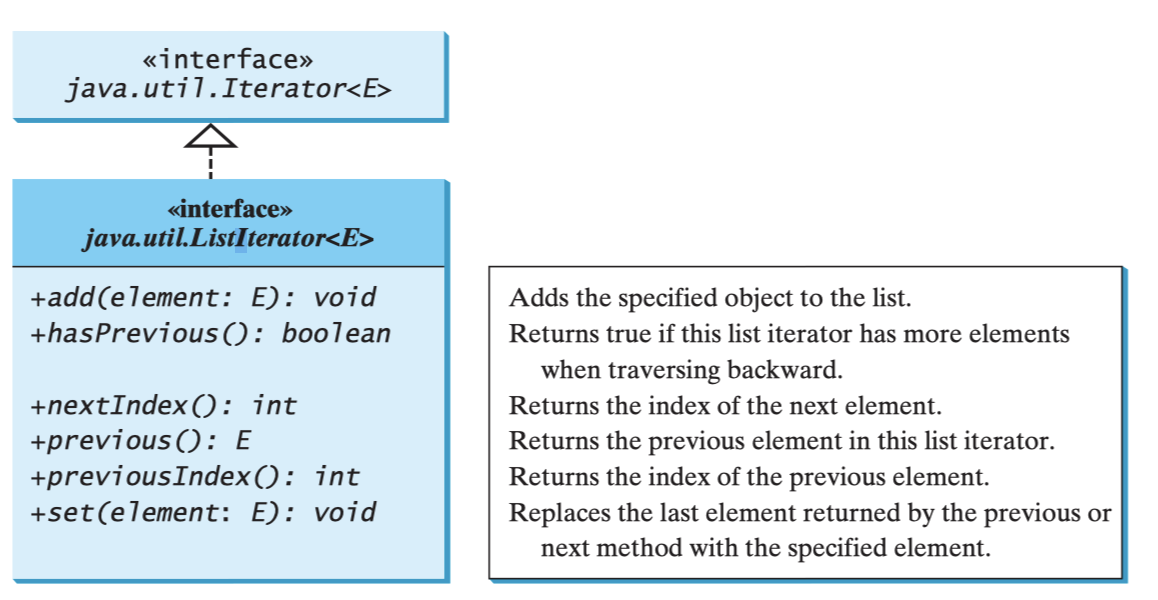 «interface»
java.util.Iterator<E>
«interface»
java.util.ListIterator<E>
+add(element: E): void
+hasPrevious(): boolean
+nextIndex(): int
+previous(): E
+previousIndex(): int
+set(element: E): void
Adds the specified object to the list.
Returns true if this list iterator has more elements
when traversing backward.
Returns the index of the next element.
Returns the previous element in this list iterator.
Returns the index of the previous element.
Replaces the last element returned by the previous or
next method with the specified element.